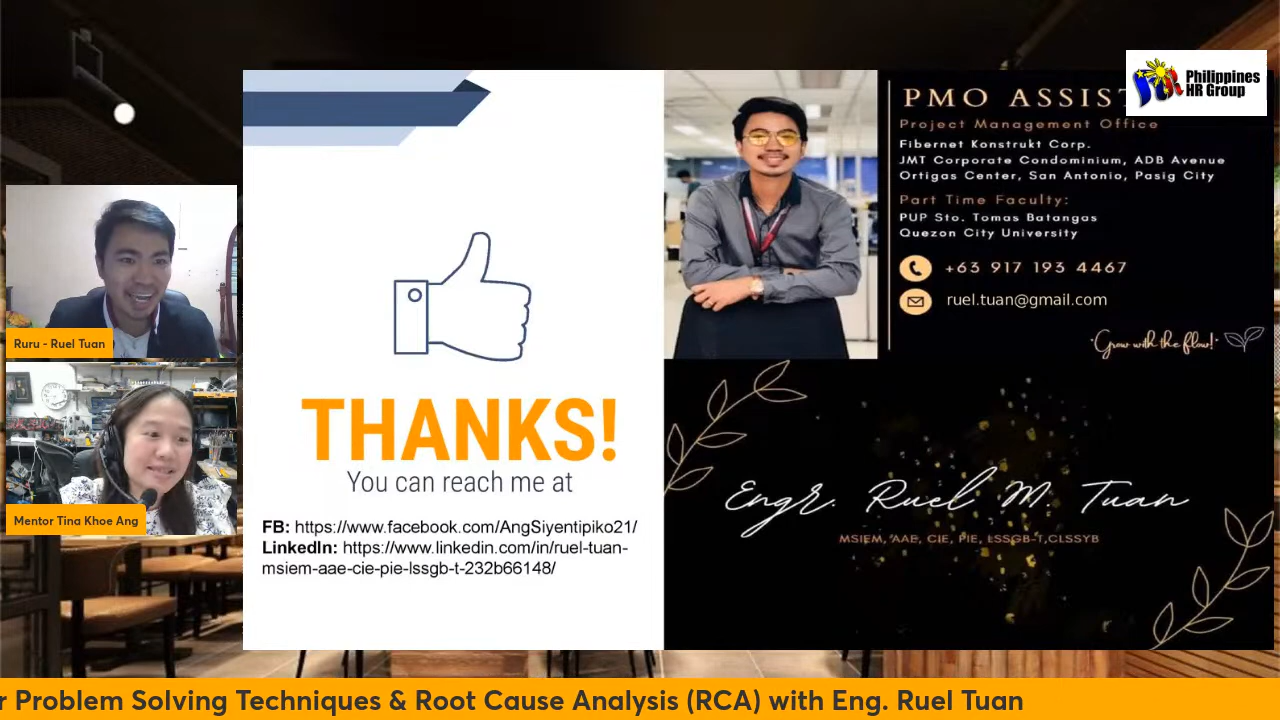 Philippines
HR Group
PMO ASSIST
Project Management Office
Fibernet Konstrukt Corp.
JMT Corporate Condominium, ADB Avenue
Ortigas Center, San Antonio, Pasig City
Part Time Faculty:
PUP Sto. Tomas Batangas
Quezon City University
+63 917 193 4467
ruel.tuan@gmail.com
"Grow with the flow!"
Ruru - Ruel Tuan
Mentor Tina Khoe Ang
THANKS!
You can reach me at
FB: https://www.facebook.com/AngSiyentipiko21/
LinkedIn: https://www.linkedin.com/in/ruel-tuan-
msiem-aae-cie-pie-lssgb-t-232b66148/
Engr. Ruel M. Tuan
MSIEM, AAE, CIE, PIE, LSSGB-T,CLSSYB
r Problem Solving Techniques & Root Cause Analysis (RCA) with Eng. Ruel Tuan